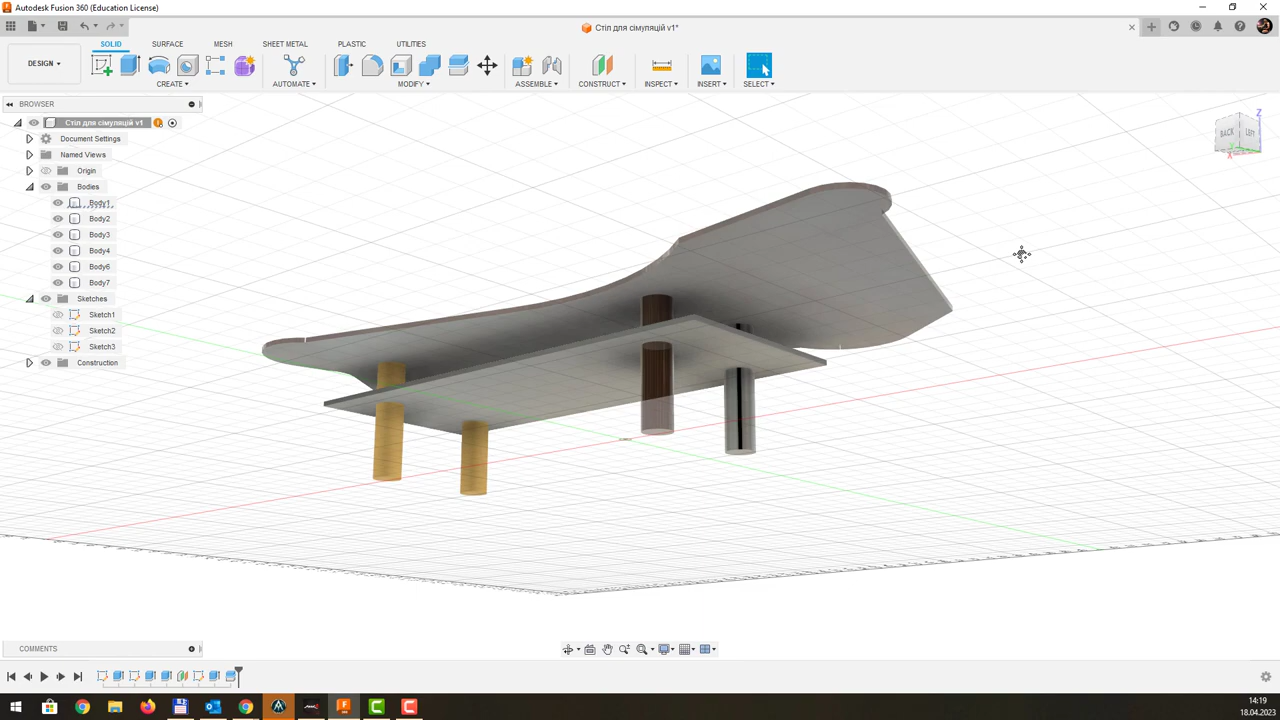 Autodesk Fusion 360 (Education License)
Стіл для сімуляцій v1*
SOLID SURFACE MESH SHEET METAL PLASTIC UTILITIES
DESIGN
CREATE AUTOMATE MODIFY ASSEMBLE CONSTRUCT INSPECT INSERT SELECT
BROWSER
Стіл для сімуляцій v1
Document Settings
Named Views
Origin
Bodies
Body1
Body2
Body3
Body4
Body6
Body7
Sketches
Sketch1
Sketch2
Sketch3
Construction
Z
BACK LEFT
X
COMMENTS
14:19
18.04.2023